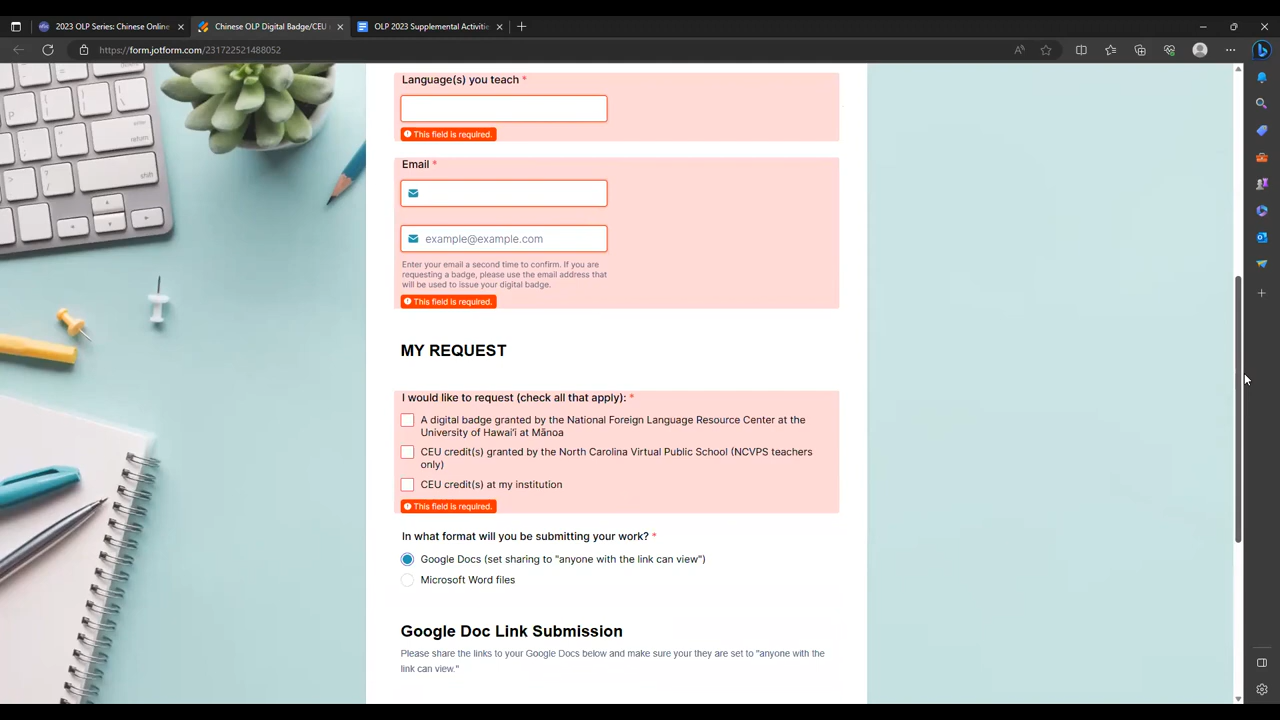 2023 OLP Series: Chinese Online
Chinese OLP Digital Badge/CEU
OLP 2023 Supplemental Activitie
https://form.jotform.com/231722521488052
Language(s) you teach *
This field is required.
Email *
example@example.com
Enter your email a second time to confirm. If you are
requesting a badge, please use the email address that
will be used to issue your digital badge.
This field is required.
MY REQUEST
I would like to request (check all that apply): *
A digital badge granted by the National Foreign Language Resource Center at the
University of Hawai‘i at Mānoa
CEU credit(s) granted by the North Carolina Virtual Public School (NCVPS teachers
only)
CEU credit(s) at my institution
This field is required.
In what format will you be submitting your work? *
Google Docs (set sharing to "anyone with the link can view")
Microsoft Word files
Google Doc Link Submission
Please share the links to your Google Docs below and make sure your they are set to "anyone with the
link can view."